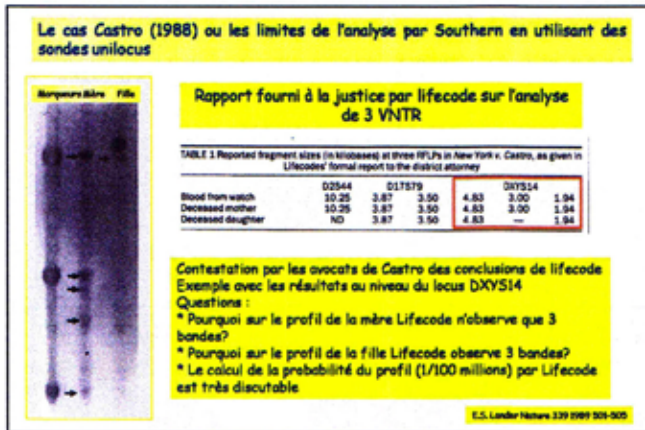 Le cas Castro (1988) ou les limites de l'analyse par Southern en utilisant des
sondes unilocus
Marqueurs Mère Fille
Rapport fourni à la justice par lifecode sur l'analyse
de 3 VNTR
TABLE 1 Reported fragment sizes (in kilobases) at three RFLPs in New York v. Castro, as given in
Lifecodes' formal report to the district attorney
D2S44 D17S79 DXYS14
Blood from watch 10.25 3.87 3.50 4.83 3.00 1.94
Deceased mother 10.25 3.87 3.50 4.83 3.00 1.94
Deceased daughter ND 3.87 3.50 4.83 — 1.94
Contestation par les avocats de Castro des conclusions de lifecode
Exemple avec les résultats au niveau du locus DXYS14
Questions :
* Pourquoi sur le profil de la mère Lifecode n'observe que 3
bandes?
* Pourquoi sur le profil de la fille Lifecode observe 3 bandes?
* Le calcul de la probabilité du profil (1/100 millions) par Lifecode
est très discutable
E.S. Lander Nature 339 1989 501-505